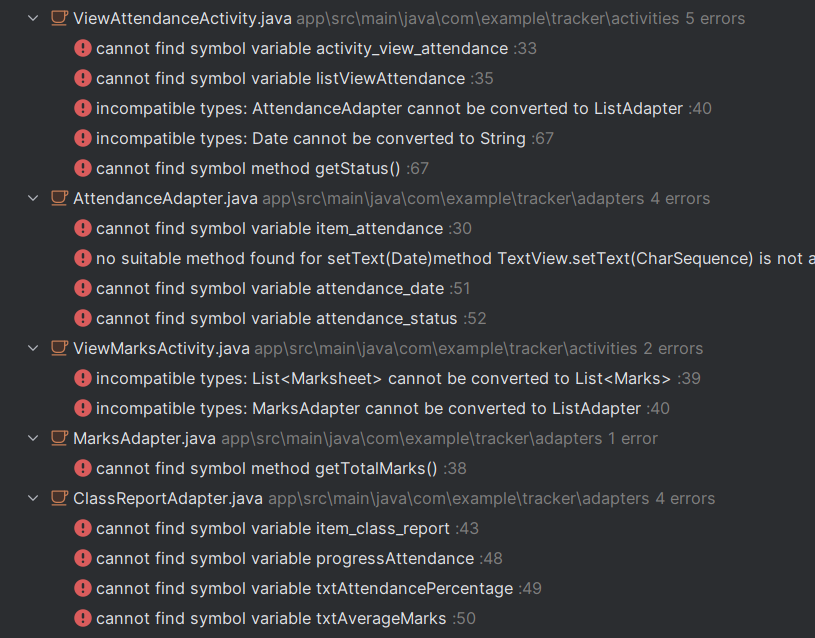 ViewAttendanceActivity.java app\src\main\java\com\example\tracker\activities 5 errors
cannot find symbol variable activity_view_attendance :33
cannot find symbol variable listViewAttendance :35
incompatible types: AttendanceAdapter cannot be converted to ListAdapter :40
incompatible types: Date cannot be converted to String :67
cannot find symbol method getStatus() :67
AttendanceAdapter.java app\src\main\java\com\example\tracker\adapters 4 errors
cannot find symbol variable item_attendance :30
no suitable method found for setText(Date)method TextView.setText(CharSequence) is not a
cannot find symbol variable attendance_date :51
cannot find symbol variable attendance_status :52
ViewMarksActivity.java app\src\main\java\com\example\tracker\activities 2 errors
incompatible types: List<Marksheet> cannot be converted to List<Marks> :39
incompatible types: MarksAdapter cannot be converted to ListAdapter :40
MarksAdapter.java app\src\main\java\com\example\tracker\adapters 1 error
cannot find symbol method getTotalMarks() :38
ClassReportAdapter.java app\src\main\java\com\example\tracker\adapters 4 errors
cannot find symbol variable item_class_report :43
cannot find symbol variable progressAttendance :48
cannot find symbol variable txtAttendancePercentage :49
cannot find symbol variable txtAverageMarks :50